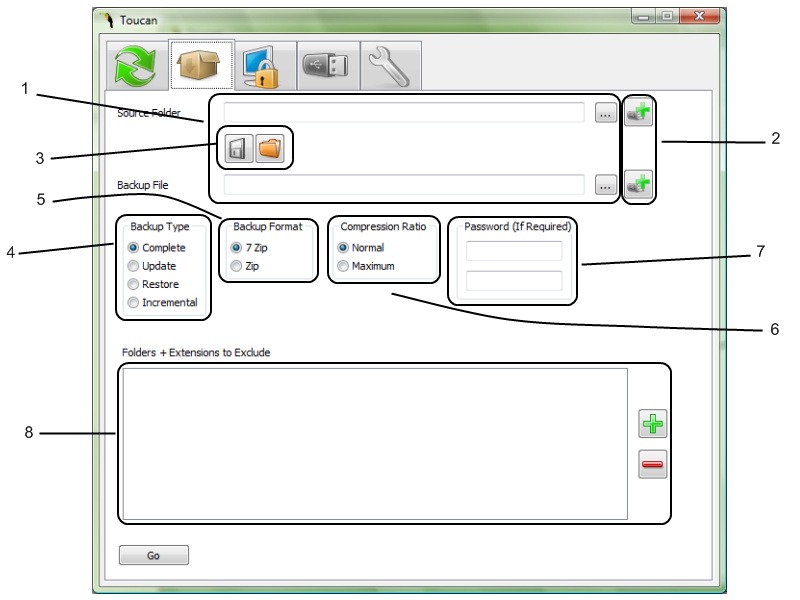 Toucan
1
Source Folder
...
2
3
Backup File
...
5
4
Backup Type
Complete
Update
Restore
Incremental
Backup Format
7 Zip
Zip
Compression Ratio
Normal
Maximum
Password (If Required)
7
6
Folders + Extensions to Exclude
8
Go